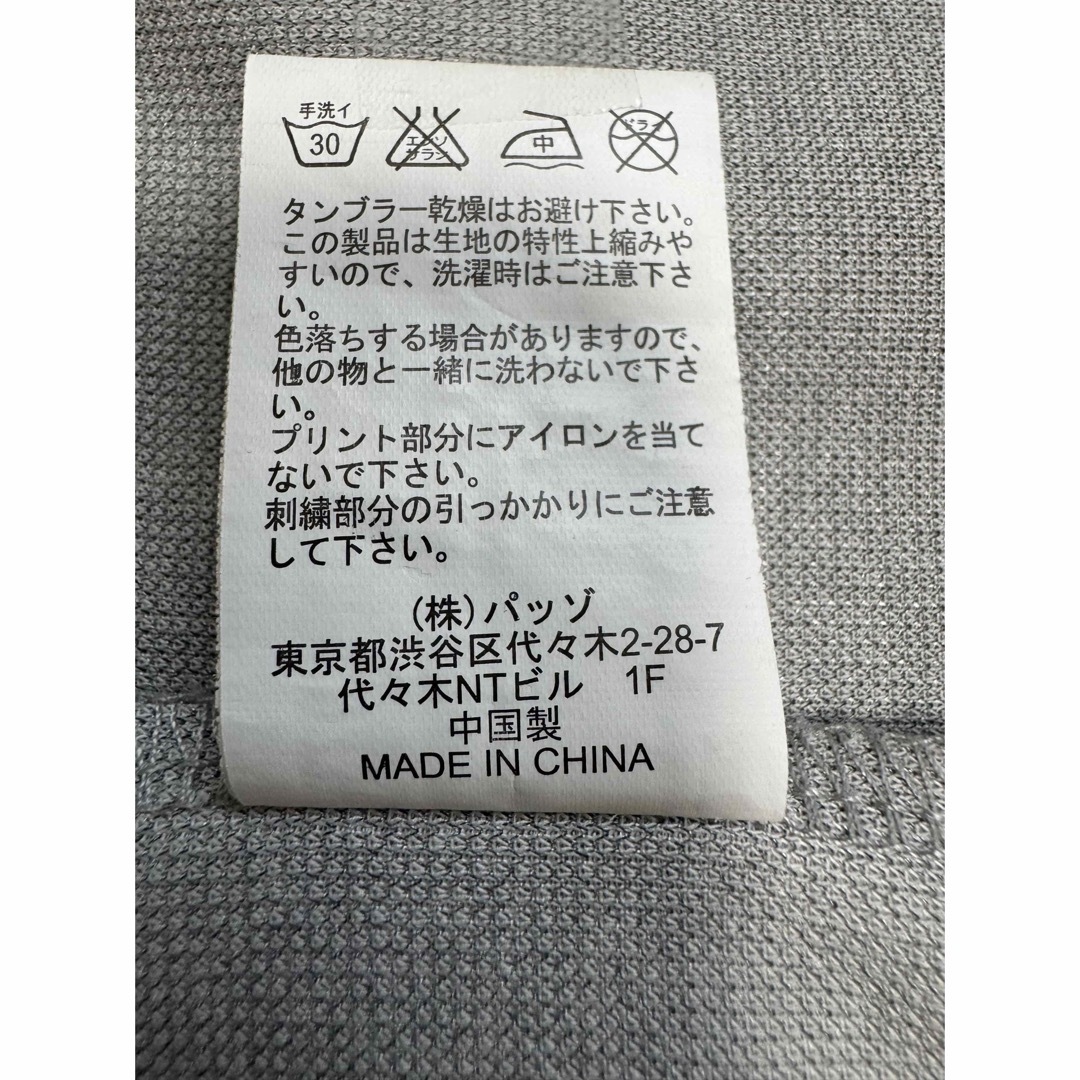 手洗イ
30
エンソ
サラシ
中
ドライ
タンブラー乾燥はお避け下さい。
この製品は生地の特性上縮みや
すいので、洗濯時はご注意下さ
い。
色落ちする場合がありますので、
他の物と一緒に洗わないで下さ
い。
プリント部分にアイロンを当て
ないで下さい。
刺繍部分の引っかかりにご注意
して下さい。
(株)パッゾ
東京都渋谷区代々木2-28-7
代々木NTビル 1F
中国製
MADE IN CHINA